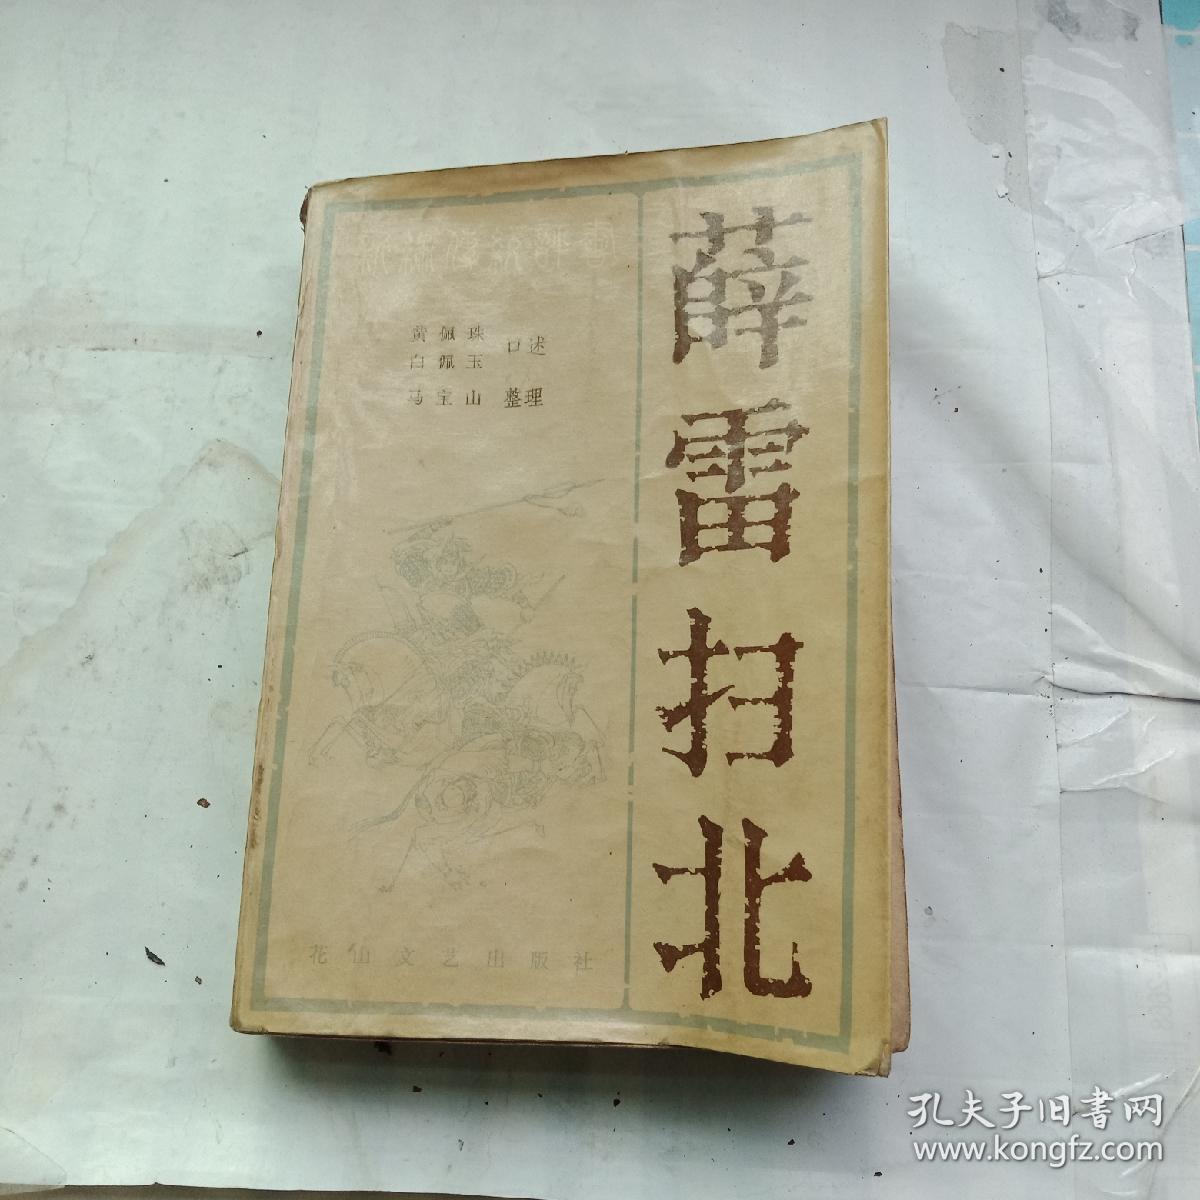 薛雷扫北
黄佩珠
白佩玉
口述
马宝山 整理
花山文艺出版社
孔夫子旧书网
www.kongfz.com